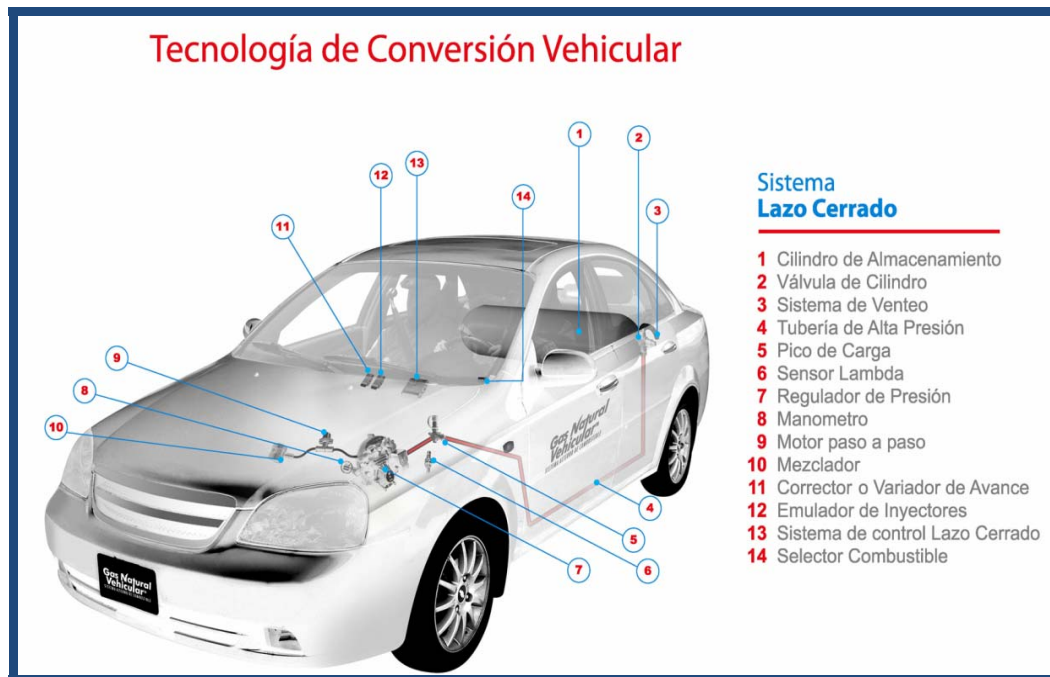 Tecnología de Conversión Vehicular
1
2
13
12
3
14
11
9
8
10
4
5
7
6
Gas Natural
Vehicular
Gas Natural
Vehicular
Sistema
Lazo Cerrado
1 Cilindro de Almacenamiento
2 Válvula de Cilindro
3 Sistema de Venteo
4 Tubería de Alta Presión
5 Pico de Carga
6 Sensor Lambda
7 Regulador de Presión
8 Manometro
9 Motor paso a paso
10 Mezclador
11 Corrector o Variador de Avance
12 Emulador de Inyectores
13 Sistema de control Lazo Cerrado
14 Selector Combustible